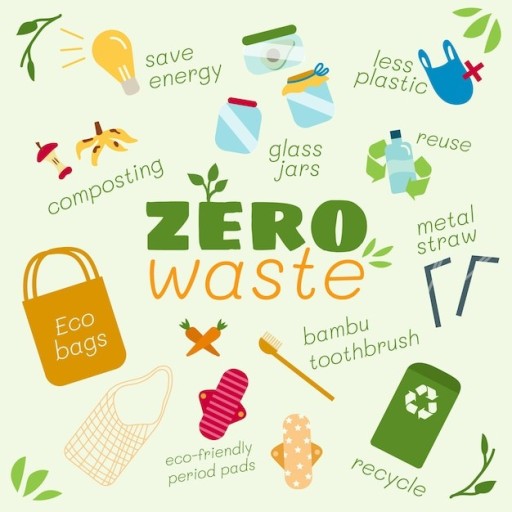 save
energy
less
plastic
glass
jars
reuse
composting
ZERO
waste
metal
straw
Eco
bags
bambu
toothbrush
eco-friendly
period pads
recycle